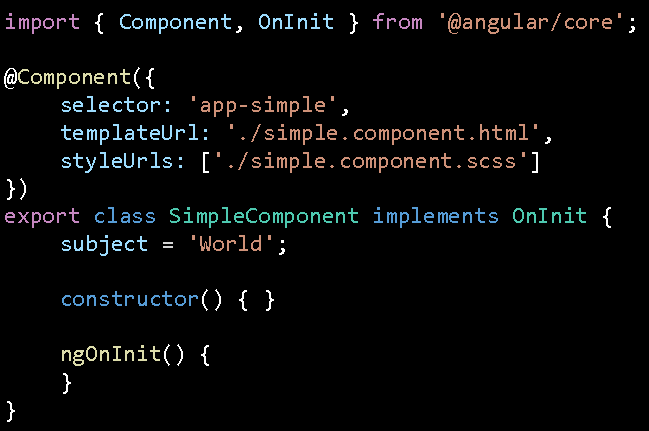 import { Component, OnInit } from '@angular/core';

@Component({
    selector: 'app-simple',
    templateUrl: './simple.component.html',
    styleUrls: ['./simple.component.scss']
})
export class SimpleComponent implements OnInit {
    subject = 'World';

    constructor() { }

    ngOnInit() {
    }
}